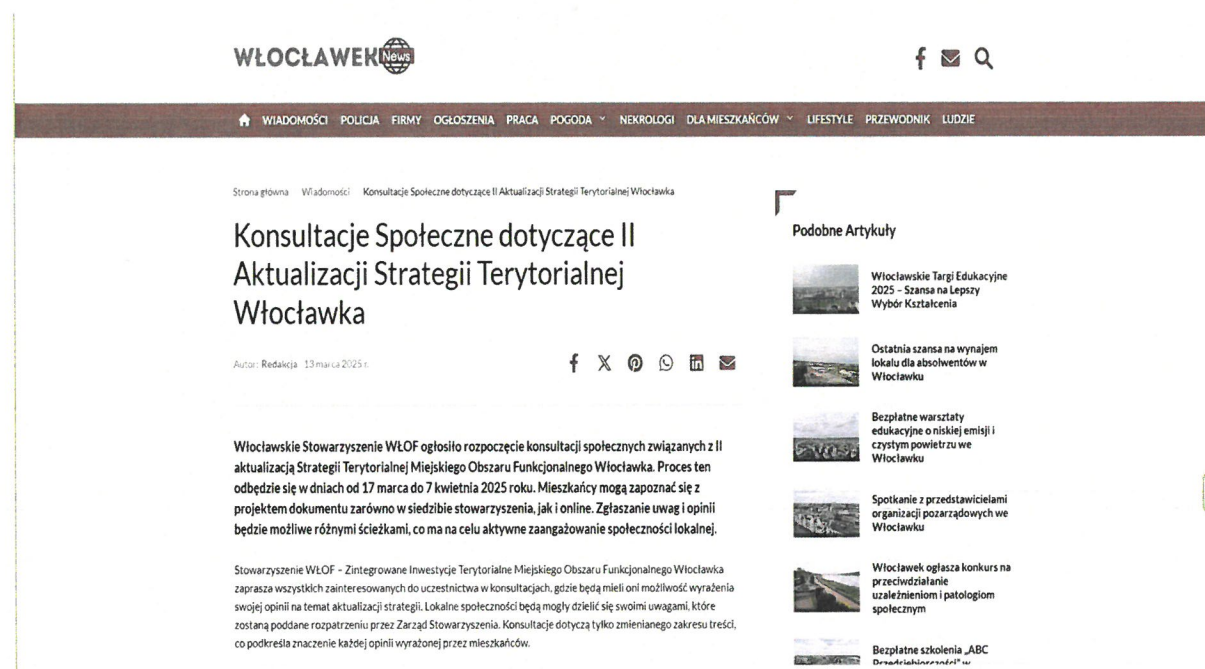 WŁOCŁAWEK News
WIADOMOŚCI POLICJA FIRMY OGŁOSZENIA PRACA POGODA NEKROLOGI DLA MIESZKAŃCÓW LIFESTYLE PRZEWODNIK LUDZIE
Strona główna Wiadomości Konsultacje Społeczne dotyczące II Aktualizacji Strategii Terytorialnej Włocławka
Konsultacje Społeczne dotyczące II
Aktualizacji Strategii Terytorialnej
Włocławka
Autor: Redakcja 13 marca 2025 r.
Włocławskie Stowarzyszenie WŁOF ogłosiło rozpoczęcie konsultacji społecznych związanych z II
aktualizacją Strategii Terytorialnej Miejskiego Obszaru Funkcjonalnego Włocławka. Proces ten
odbędzie się w dniach od 17 marca do 7 kwietnia 2025 roku. Mieszkańcy mogą zapoznać się z
projektem dokumentu zarówno w siedzibie stowarzyszenia, jak i online. Zgłaszanie uwag i opinii
będzie możliwe różnymi ścieżkami, co ma na celu aktywne zaangażowanie społeczności lokalnej.
Stowarzyszenie WŁOF – Zintegrowane Inwestycje Terytorialne Miejskiego Obszaru Funkcjonalnego Włocławka
zaprasza wszystkich zainteresowanych do uczestnictwa w konsultacjach, gdzie będą mieli oni możliwość wyrażenia
swojej opinii na temat aktualizacji strategii. Lokalne społeczności będą mogły dzielić się swoimi uwagami, które
zostaną poddane rozpatrzeniu przez Zarząd Stowarzyszenia. Konsultacje dotyczą tylko zmienianego zakresu treści,
co podkreśla znaczenie każdej opinii wyrażonej przez mieszkańców.
Podobne Artykuły
Włocławskie Targi Edukacyjne
2025 – Szansa na Lepszy
Wybór Kształcenia
Ostatnia szansa na wynajem
lokalu dla absolwentów w
Włocławku
Bezpłatne warsztaty
edukacyjne o niskiej emisji i
czystym powietrzu we
Włocławku
Spotkanie z przedstawicielami
organizacji pozarządowych we
Włocławku
Włocławek ogłasza konkurs na
przeciwdziałanie
uzależnieniom i patologiom
społecznym
Bezpłatne szkolenia „ABC
Przedsiębiorczości" w